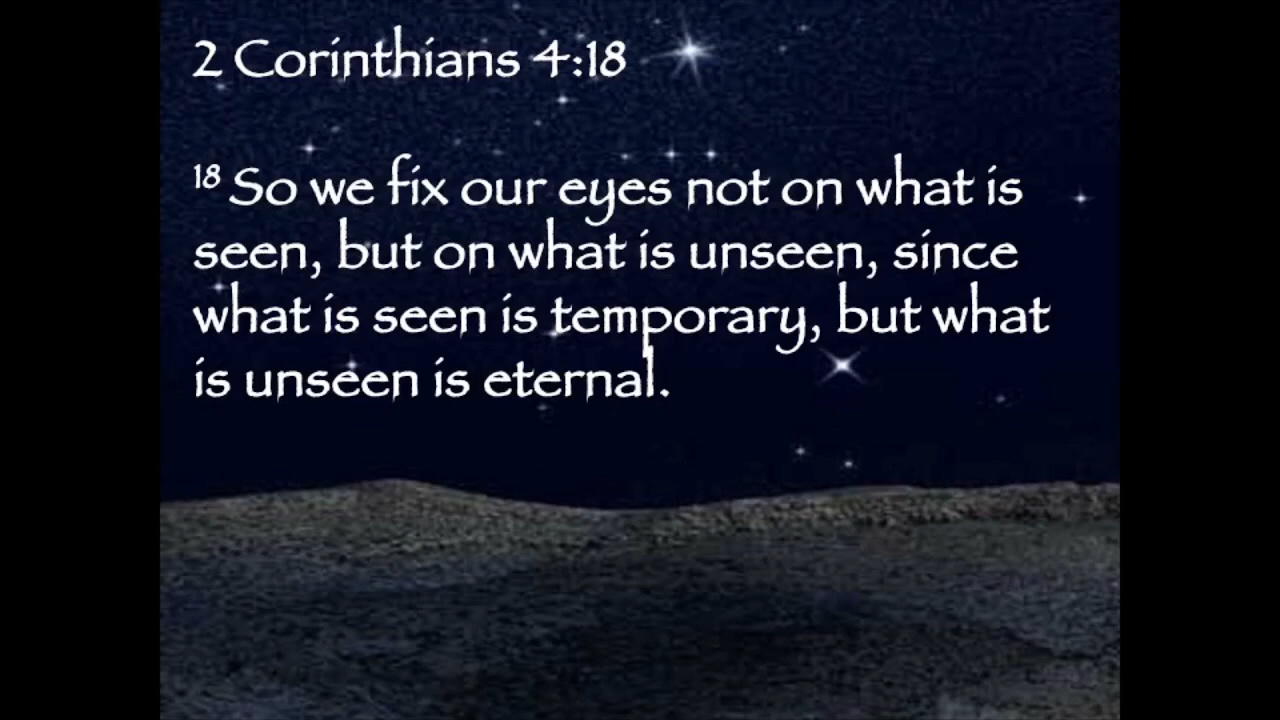 2 Corinthians 4:18
18 So we fix our eyes not on what is
seen, but on what is unseen, since
what is seen is temporary, but what
is unseen is eternal.